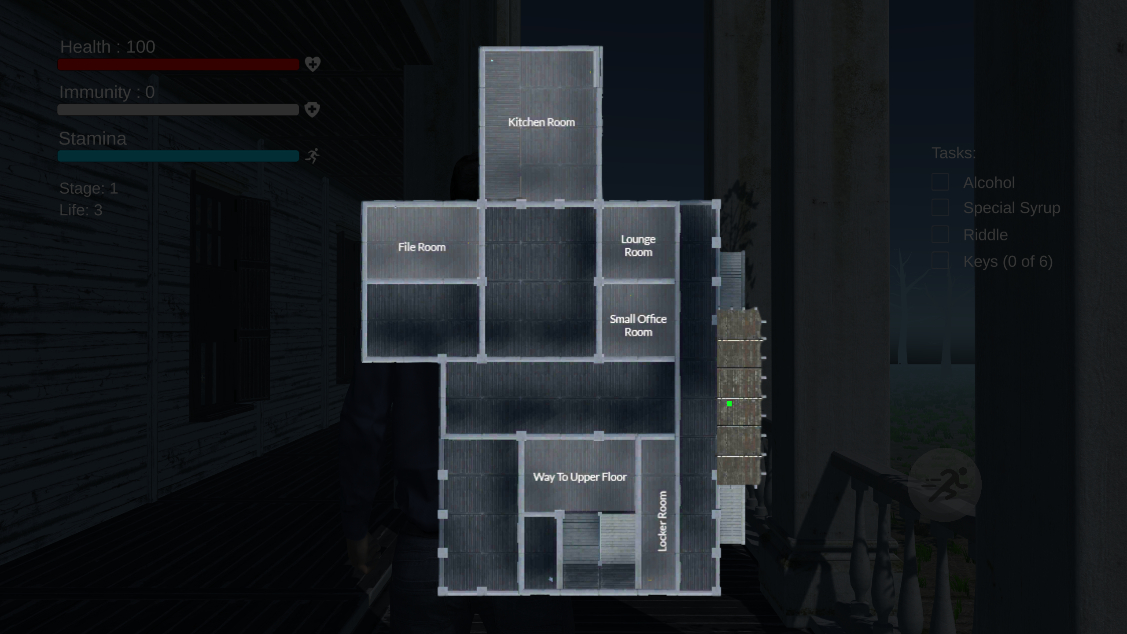 Health : 100
Immunity : 0
Stamina
Stage: 1
Life: 3
Kitchen Room
File Room
Lounge
Room
Small Office
Room
Way To Upper Floor
Locker Room
Tasks:
Alcohol
Special Syrup
Riddle
Keys (0 of 6)